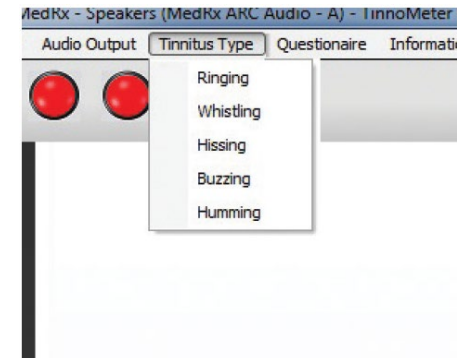 MedRx - Speakers (MedRx ARC Audio - A) - TinnoMeter
Audio Output Tinnitus Type Questionaire Informati
Ringing
Whistling
Hissing
Buzzing
Humming